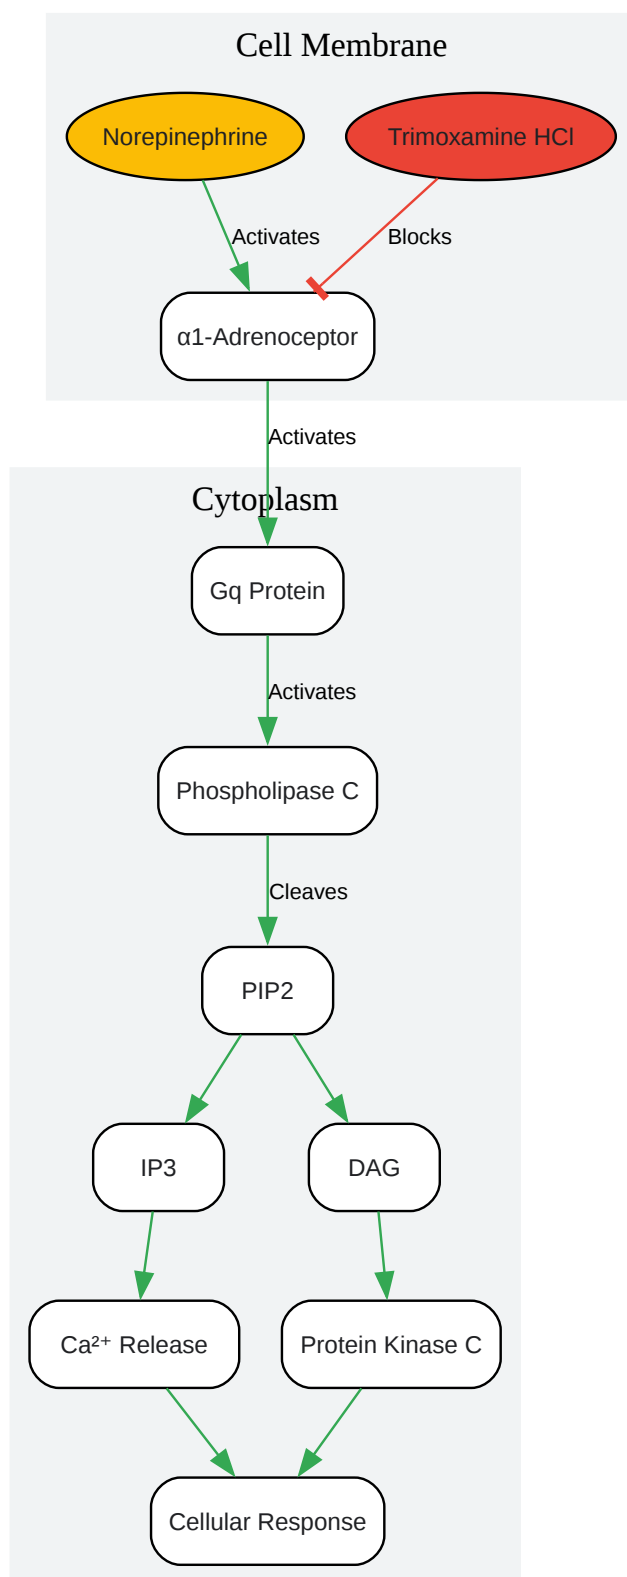 Cell Membrane
Norepinephrine
Trimoxamine HCl
Activates
Blocks
α1-Adrenoceptor
Activates
Cytoplasm
Gq Protein
Activates
Phospholipase C
Cleaves
PIP2
IP3
DAG
Ca²⁺ Release
Protein Kinase C
Cellular Response